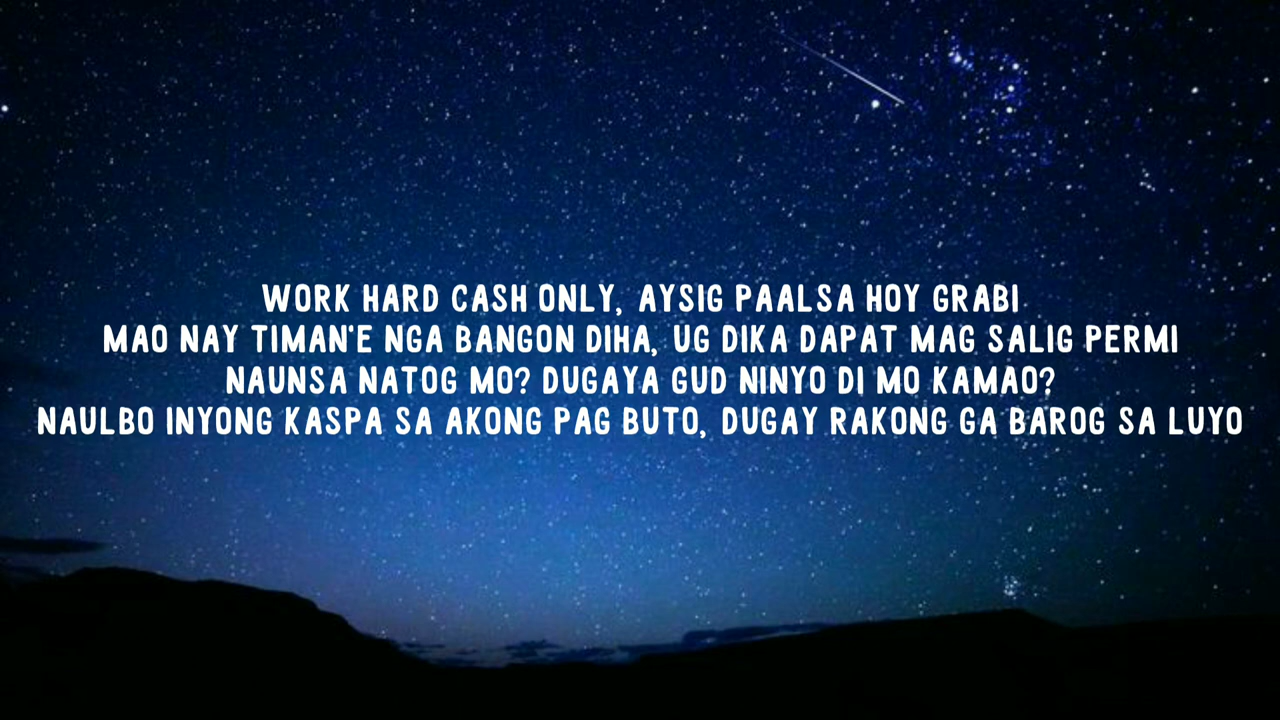 WORK HARD CASH ONLY, AYSIG PAALSA HOY GRABI
MAO NAY TIMAN'E NGA BANGON DIHA, UG DIKA DAPAT MAG SALIG PERMI
NAUNSA NATOG MO? DUGAYA GUD NINYO DI MO KAMAO?
NAULBO INYONG KASPA SA AKONG PAG BUTO, DUGAY RAKONG GA BAROG SA LUYO